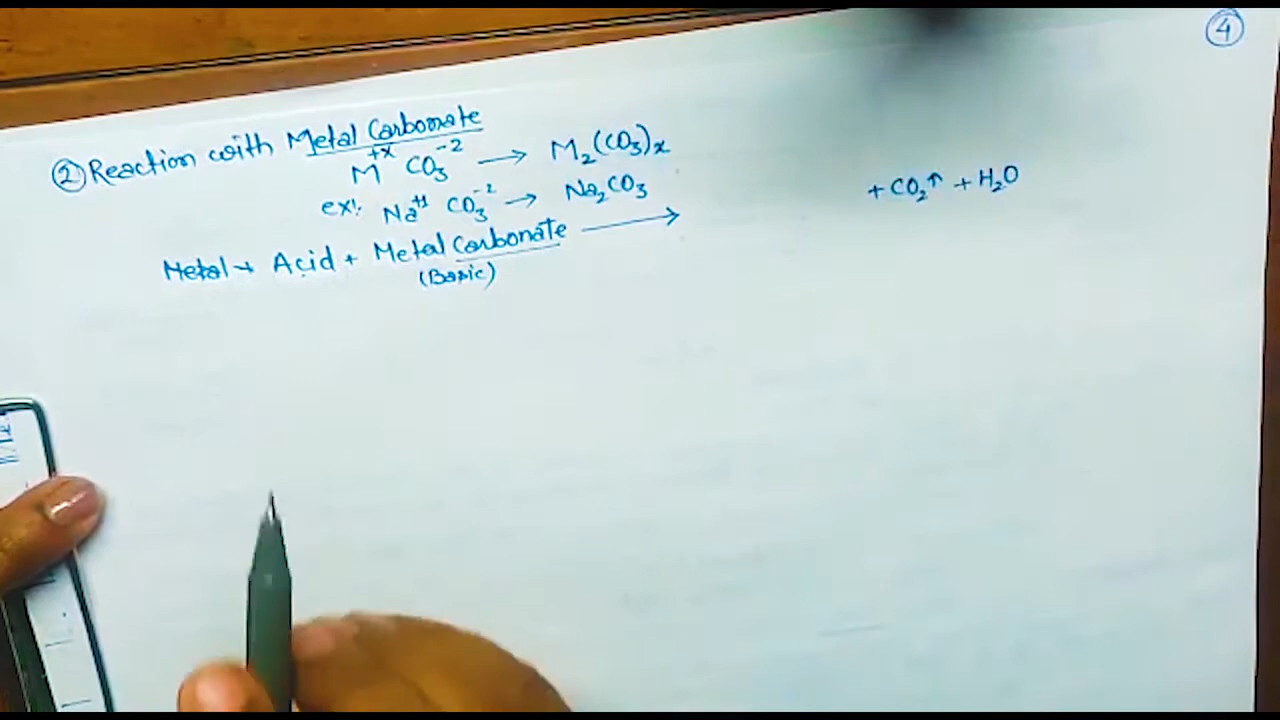 ④
② Reaction with Metal Carbonate
M⁺ˣ CO₃⁻² → M₂(CO₃)ₓ
ex: Na⁺¹ CO₃⁻² → Na₂CO₃
Acid + Metal Carbonate → + CO₂↑ + H₂O
(Basic)